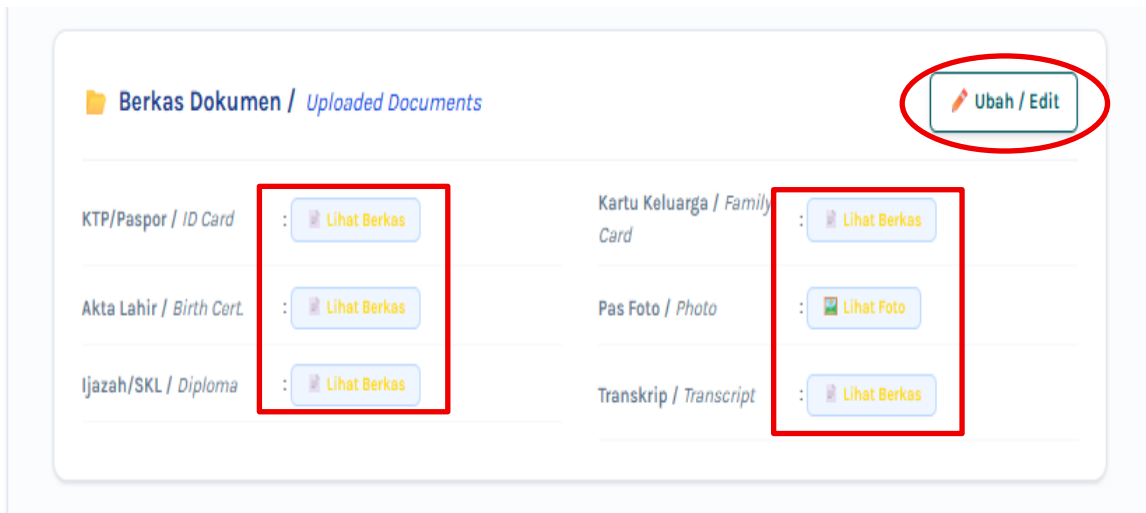 Berkas Dokumen / Uploaded Documents
Ubah / Edit
KTP/Paspor / ID Card : Lihat Berkas
Kartu Keluarga / Family
Card : Lihat Berkas
Akta Lahir / Birth Cert. : Lihat Berkas
Pas Foto / Photo : Lihat Foto
Ijazah/SKL / Diploma : Lihat Berkas
Transkrip / Transcript : Lihat Berkas